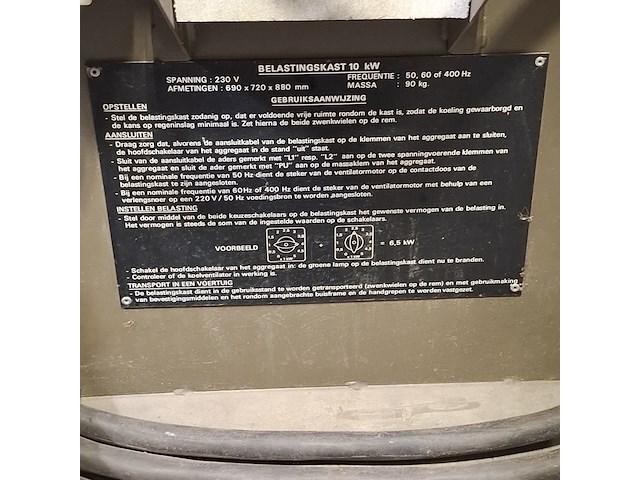 BELASTINGSKAST 10 kW
SPANNING : 230 V
FREQUENTIE : 50, 60 of 400 Hz
AFMETINGEN : 690 x 720 x 880 mm
MASSA : 90 kg.
GEBRUIKSAANWIJZING
OPSTELLEN
- Stel de belastingskast zodanig op, dat er voldoende vrije ruimte rondom de kast is, zodat de koeling gewaarborgd en
de kans op regeninslag minimaal is. Zet hierna de beide zwenkwielen op de rem.
AANSLUITEN
- Draag zorg dat, alvorens de aansluitkabel van de belastingskast op de klemmen van het aggregaat aan te sluiten,
de hoofdschakelaar van het aggregaat in de stand "uit" staat.
- Sluit van de aansluitkabel de aders gemerkt met "L1" resp. "L2" aan op de twee spanningvoerende klemmen van
het aggregaat en sluit de ader gemerkt met "PU" aan op de massaklem van het aggregaat.
- Bij een nominale frequentie van 50 Hz dient de steker van de ventilatormotor op de contactdoos van de
belastingskast te zijn aangesloten.
- Bij een nominale frequentie van 60Hz of 400 Hz dient de steker van de ventilatormotor met behulp van een
verlengsnoer op een 220 V / 50 Hz voedingsbron te worden aangesloten.
INSTELLEN BELASTING
- Stel door middel van de beide keuzeschakelaars op de belastingskast het gewenste vermogen van de belasting in.
Het vermogen is steeds de som van de ingestelde waarden op de schakelaars.
VOORBEELD
= 6,5 kW
- Schakel de hoofdschakelaar van het aggregaat in: de groene lamp op de belastingskast dient nu te branden.
- Controleer of de koelventilator in werking is.
TRANSPORT IN EEN VOERTUIG
- De belastingskast dient in de gebruiksstand te worden getransporteerd (zwenkwielen op de rem) en met gebruikmaking
van bevestigingsmiddelen en het rondom aangebrachte buisframe en de handgrepen te worden vastgezet.